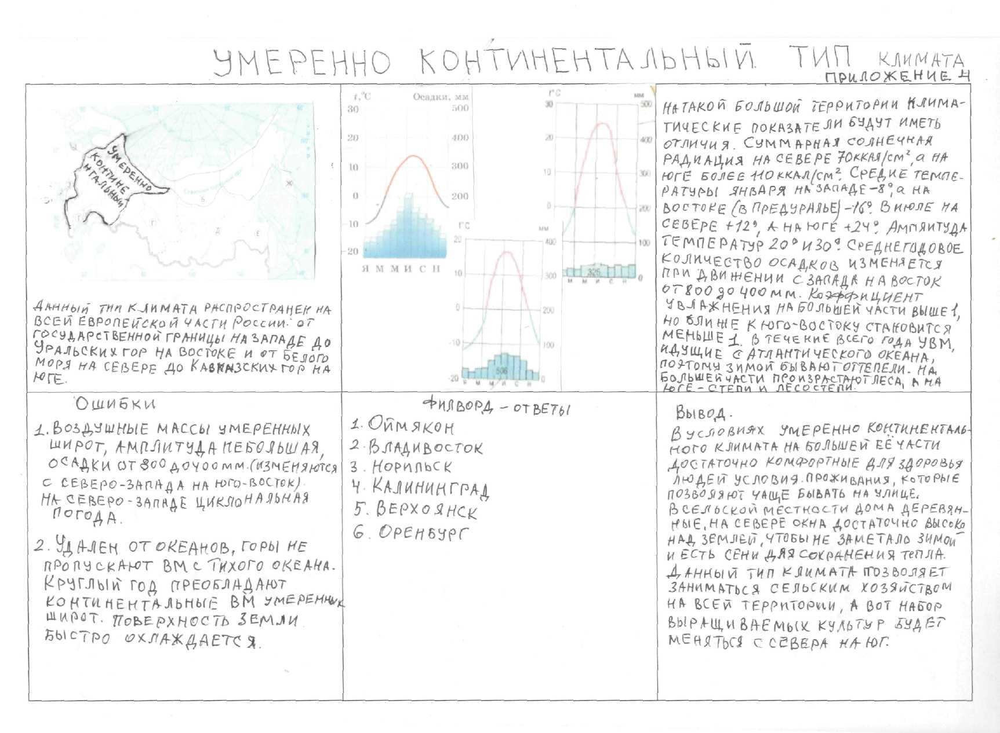 УМЕРЕННО КОНТИНЕНТАЛЬНЫЙ ТИП КЛИМАТА
ПРИЛОЖЕНИЕ 4
УМЕРЕННО
КОНТИНЕ
НТАЛЬНЫЙ
Г
Г
Б
Ж
Д
Е
ДАННЫЙ ТИП КЛИМАТА РАСПРОСТРАНЕН НА
ВСЕЙ ЕВРОПЕЙСКОЙ ЧАСТИ РОССИИ: ОТ
ГОСУДАРСТВЕННОЙ ГРАНИЦЫ НА ЗАПАДЕ ДО
УРАЛЬСКИХ ГОР НА ВОСТОКЕ И ОТ БЕЛОГО
МОРЯ НА СЕВЕРЕ ДО КАВКАЗСКИХ ГОР НА
ЮГЕ.
t,°C Осадки, мм
30 500
20 400
10 300
0 200
-10
-20
Я М М И С Н
t°C мм
30 500
20 400
10 300
0 200
100
325
0
М М И С Н
t°C мм
20 400
10 300
0 200
-10 100
506
-20 0
Я М М И С Н
НА ТАКОЙ БОЛЬШОЙ ТЕРРИТОРИИ КЛИМА-
ТИЧЕСКИЕ ПОКАЗАТЕЛИ БУДУТ ИМЕТЬ
ОТЛИЧИЯ. СУММАРНАЯ СОЛНЕЧНАЯ
РАДИАЦИЯ НА СЕВЕРЕ 70ККАЛ/СМ², а НА
ЮГЕ БОЛЕЕ 110ККАЛ/СМ². СРЕДИЕ ТЕМПЕ-
РАТУРЫ ЯНВАРЯ НА ЗАПАДЕ -8°, а НА
ВОСТОКЕ (В ПРЕДУРАЛЬЕ) -16°. В ИЮЛЕ НА
СЕВЕРЕ +12°, А НА ЮГЕ +24°. АМПЛИТУДА
ТЕМПЕРАТУР 20° И 30°. СРЕДНЕГОДОВОЕ
КОЛИЧЕСТВО ОСАДКОВ ИЗМЕНЯЕТСЯ
ПРИ ДВИЖЕНИИ С ЗАПАДА НА ВОСТОК
ОТ 800 ДО 400 ММ. КОЭФФИЦИЕНТ
УВЛАЖНЕНИЯ НА БОЛЬШЕЙ ЧАСТИ ВЫШЕ 1,
НО БЛИЖЕ К ЮГО-ВОСТОКУ СТАНОВИТСЯ
МЕНЬШЕ 1. В ТЕЧЕНИЕ ВСЕГО ГОДА УВМ,
ИДУЩИЕ С АТЛАНТИЧЕСКОГО ОКЕАНА,
ПОЭТОМУ ЗИМОЙ БЫВАЮТ ОТТЕПЕЛИ. НА
БОЛЬШЕЙ ЧАСТИ ПРОИЗРАСТАЮТ ЛЕСА, А НА
ЮГЕ - СТЕПИ И ЛЕСОСТЕПИ.
ОШИБКИ
1. ВОЗДУШНЫЕ МАССЫ УМЕРЕННЫХ
ШИРОТ, АМПЛИТУДА НЕБОЛЬШАЯ,
ОСАДКИ ОТ 800 ДО 400 ММ. (ИЗМЕНЯЮТСЯ
С СЕВЕРО-ЗАПАДА НА ЮГО-ВОСТОК).
НА СЕВЕРО-ЗАПАДЕ ЦИКЛОНАЛЬНАЯ
ПОГОДА.
2. УДАЛЕН ОТ ОКЕАНОВ, ГОРЫ НЕ
ПРОПУСКАЮТ ВМ С ТИХОГО ОКЕАНА.
КРУГЛЫЙ ГОД ПРЕОБЛАДАЮТ
КОНТИНЕНТАЛЬНЫЕ ВМ УМЕРЕННЫХ
ШИРОТ. ПОВЕРХНОСТЬ ЗЕМЛИ
БЫСТРО ОХЛАЖДАЕТСЯ.
ФИЛВОРД - ОТВЕТЫ
1. ОЙМЯКОН
2. ВЛАДИВОСТОК
3. НОРИЛЬСК
4. КАЛИНИНГРАД
5. ВЕРХОЯНСК
6. ОРЕНБУРГ
ВЫВОД.
В УСЛОВИЯХ УМЕРЕННО КОНТИНЕНТАЛЬ-
НОГО КЛИМАТА НА БОЛЬШЕЙ ЕЁ ЧАСТИ
ДОСТАТОЧНО КОМФОРТНЫЕ ДЛЯ ЗДОРОВЬЯ
ЛЮДЕЙ УСЛОВИЯ ПРОЖИВАНИЯ, КОТОРЫЕ
ПОЗВОЛЯЮТ ЧАЩЕ БЫВАТЬ НА УЛИЦЕ.
В СЕЛЬСКОЙ МЕСТНОСТИ ДОМА ДЕРЕВЯН-
НЫЕ, НА СЕВЕРЕ ОКНА ДОСТАТОЧНО ВЫСОКО
НАД ЗЕМЛЕЙ, ЧТОБЫ НЕ ЗАМЕТАЛО ЗИМОЙ
И ЕСТЬ СЕНИ ДЛЯ СОХРАНЕНИЯ ТЕПЛА.
ДАННЫЙ ТИП КЛИМАТА ПОЗВОЛЯЕТ
ЗАНИМАТЬСЯ СЕЛЬСКИМ ХОЗЯЙСТВОМ
НА ВСЕЙ ТЕРРИТОРИИ, А ВОТ НАБОР
ВЫРАЩИВАЕМЫХ КУЛЬТУР БУДЕТ
МЕНЯТЬСЯ С СЕВЕРА НА ЮГ.